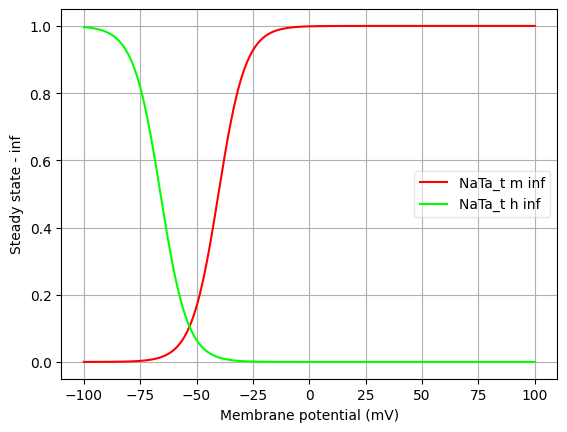 1.0
0.8
0.6
0.4
0.2
0.0
Steady state - inf
NaTa_t m inf
NaTa_t h inf
−100 −75 −50 −25 0 25 50 75 100
Membrane potential (mV)